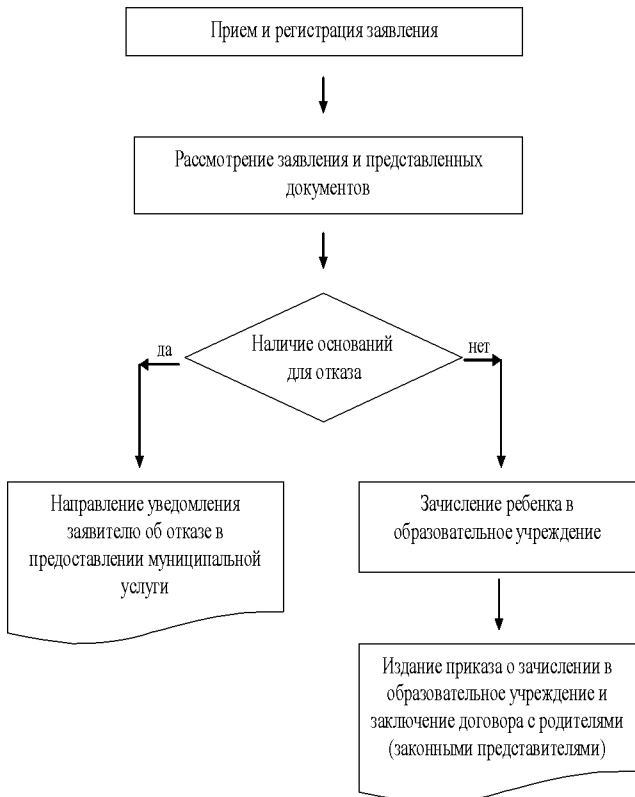 Прием и регистрация заявления
Рассмотрение заявления и представленных
документов
Наличие оснований
для отказа
да
нет
Направление уведомления
заявителю об отказе в
предоставлении муниципальной
услуги
Зачисление ребенка в
образовательное учреждение
Издание приказа о зачислении в
образовательное учреждение и
заключение договора с родителями
(законными представителями)